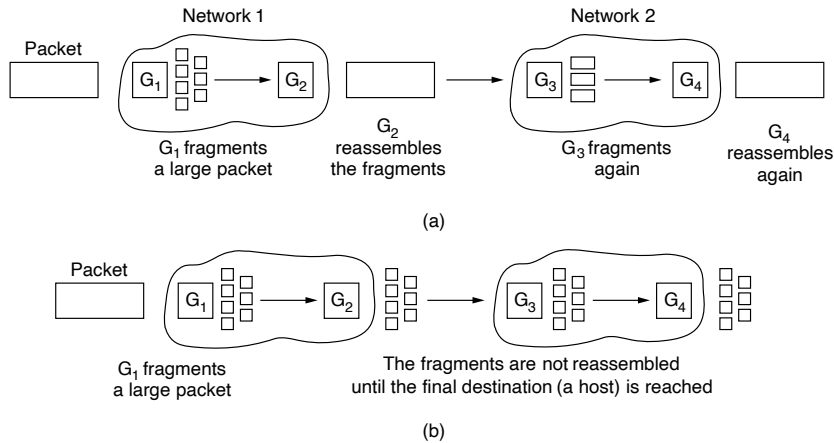 Network 1
Network 2
Packet
G1
G2
G3
G4
G1 fragments
a large packet
G2
reassembles
the fragments
G3 fragments
again
G4
reassembles
again
(a)
Packet
G1
G2
G3
G4
G1 fragments
a large packet
The fragments are not reassembled
until the final destination (a host) is reached
(b)